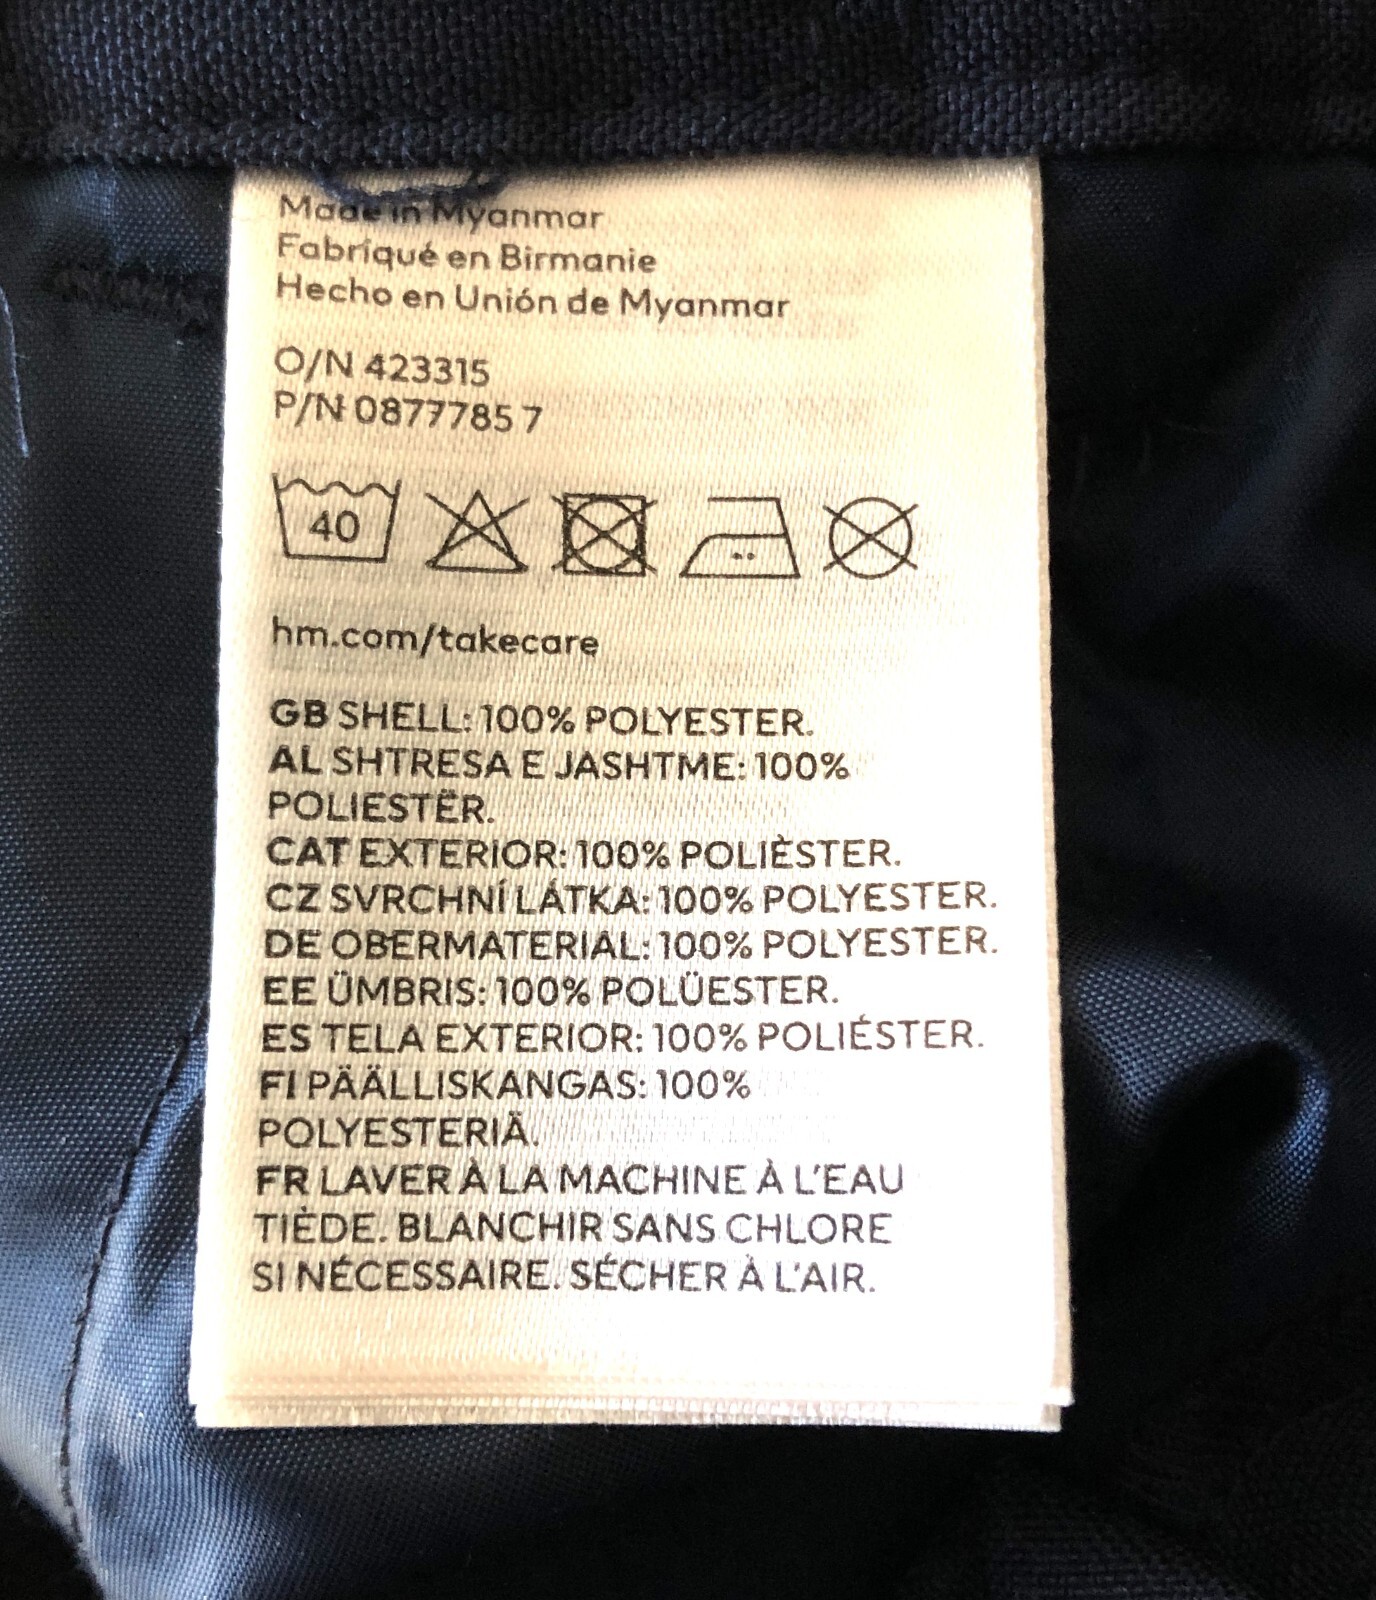 Made in Myanmar
Fabriqué en Birmanie
Hecho en Unión de Myanmar
O/N 423315
P/N 0877785 7
40
hm.com/takecare
GB SHELL: 100% POLYESTER.
AL SHTRESA E JASHTME: 100%
POLIESTËR.
CAT EXTERIOR: 100% POLIÈSTER.
CZ SVRCHNÍ LÁTKA: 100% POLYESTER.
DE OBERMATERIAL: 100% POLYESTER.
EE ÜMBRIS: 100% POLÜESTER.
ES TELA EXTERIOR: 100% POLIÉSTER.
FI PÄÄLLISKANGAS: 100%
POLYESTERIÄ.
FR LAVER À LA MACHINE À L'EAU
TIÈDE. BLANCHIR SANS CHLORE
SI NÉCESSAIRE. SÉCHER À L'AIR.